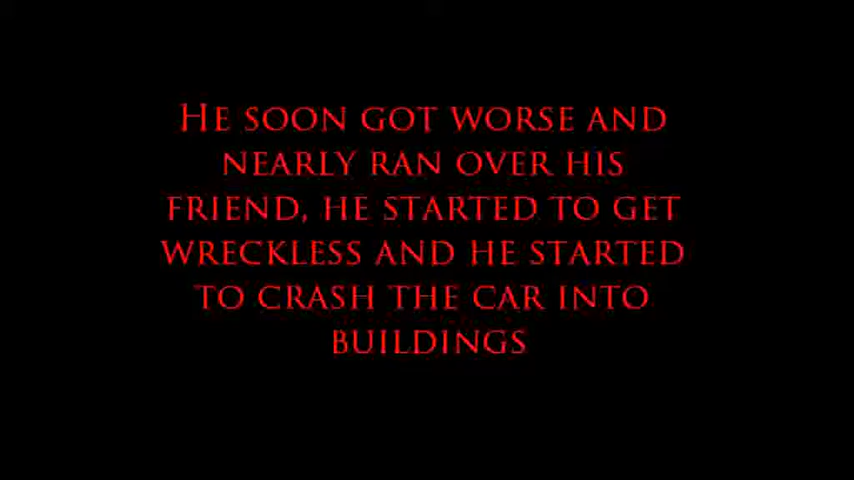 He soon got worse and
nearly ran over his
friend, he started to get
wreckless and he started
to crash the car into
buildings